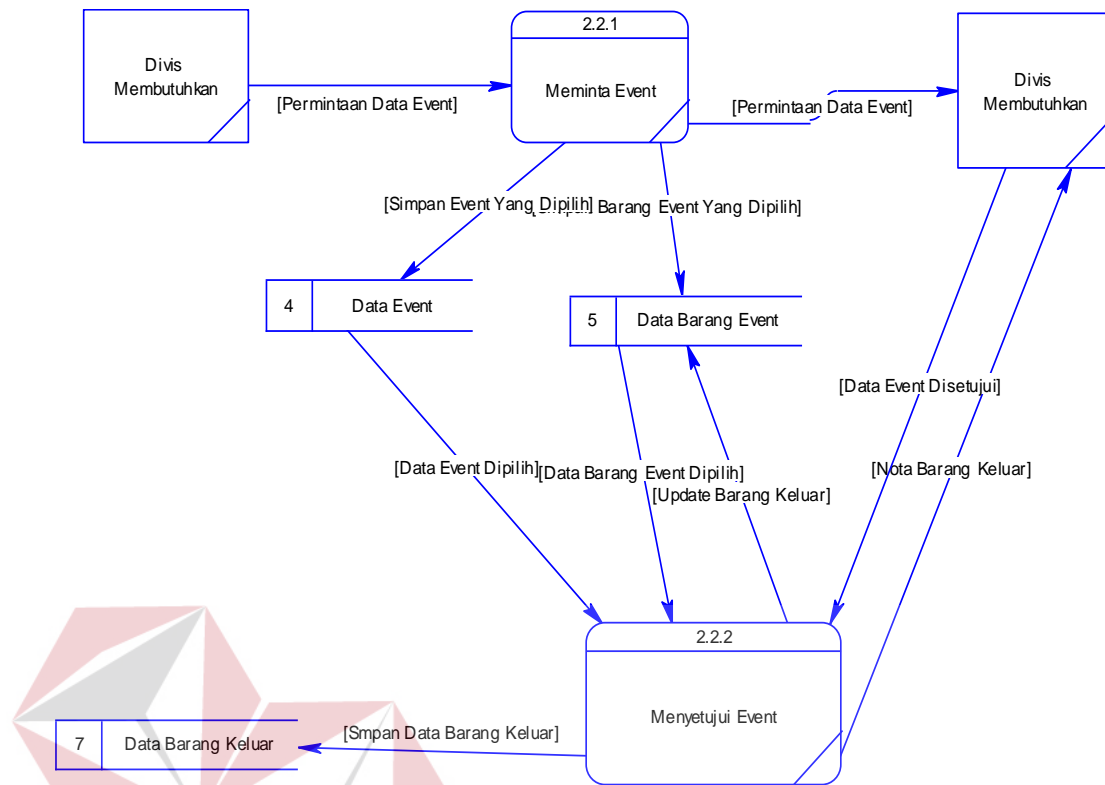 2.2.1
Divis
Membutuhkan
Meminta Event
Divis
Membutuhkan
[Permintaan Data Event]
[Permintaan Data Event]
[Simpan Event Yang Dipilih]
Barang Event Yang Dipilih]
4
Data Event
5
Data Barang Event
[Data Event Disetujui]
[Data Event Dipilih]
[Data Barang Event Dipilih]
[Nota Barang Keluar]
[Update Barang Keluar]
2.2.2
Menyetujui Event
[Smpan Data Barang Keluar]
7
Data Barang Keluar